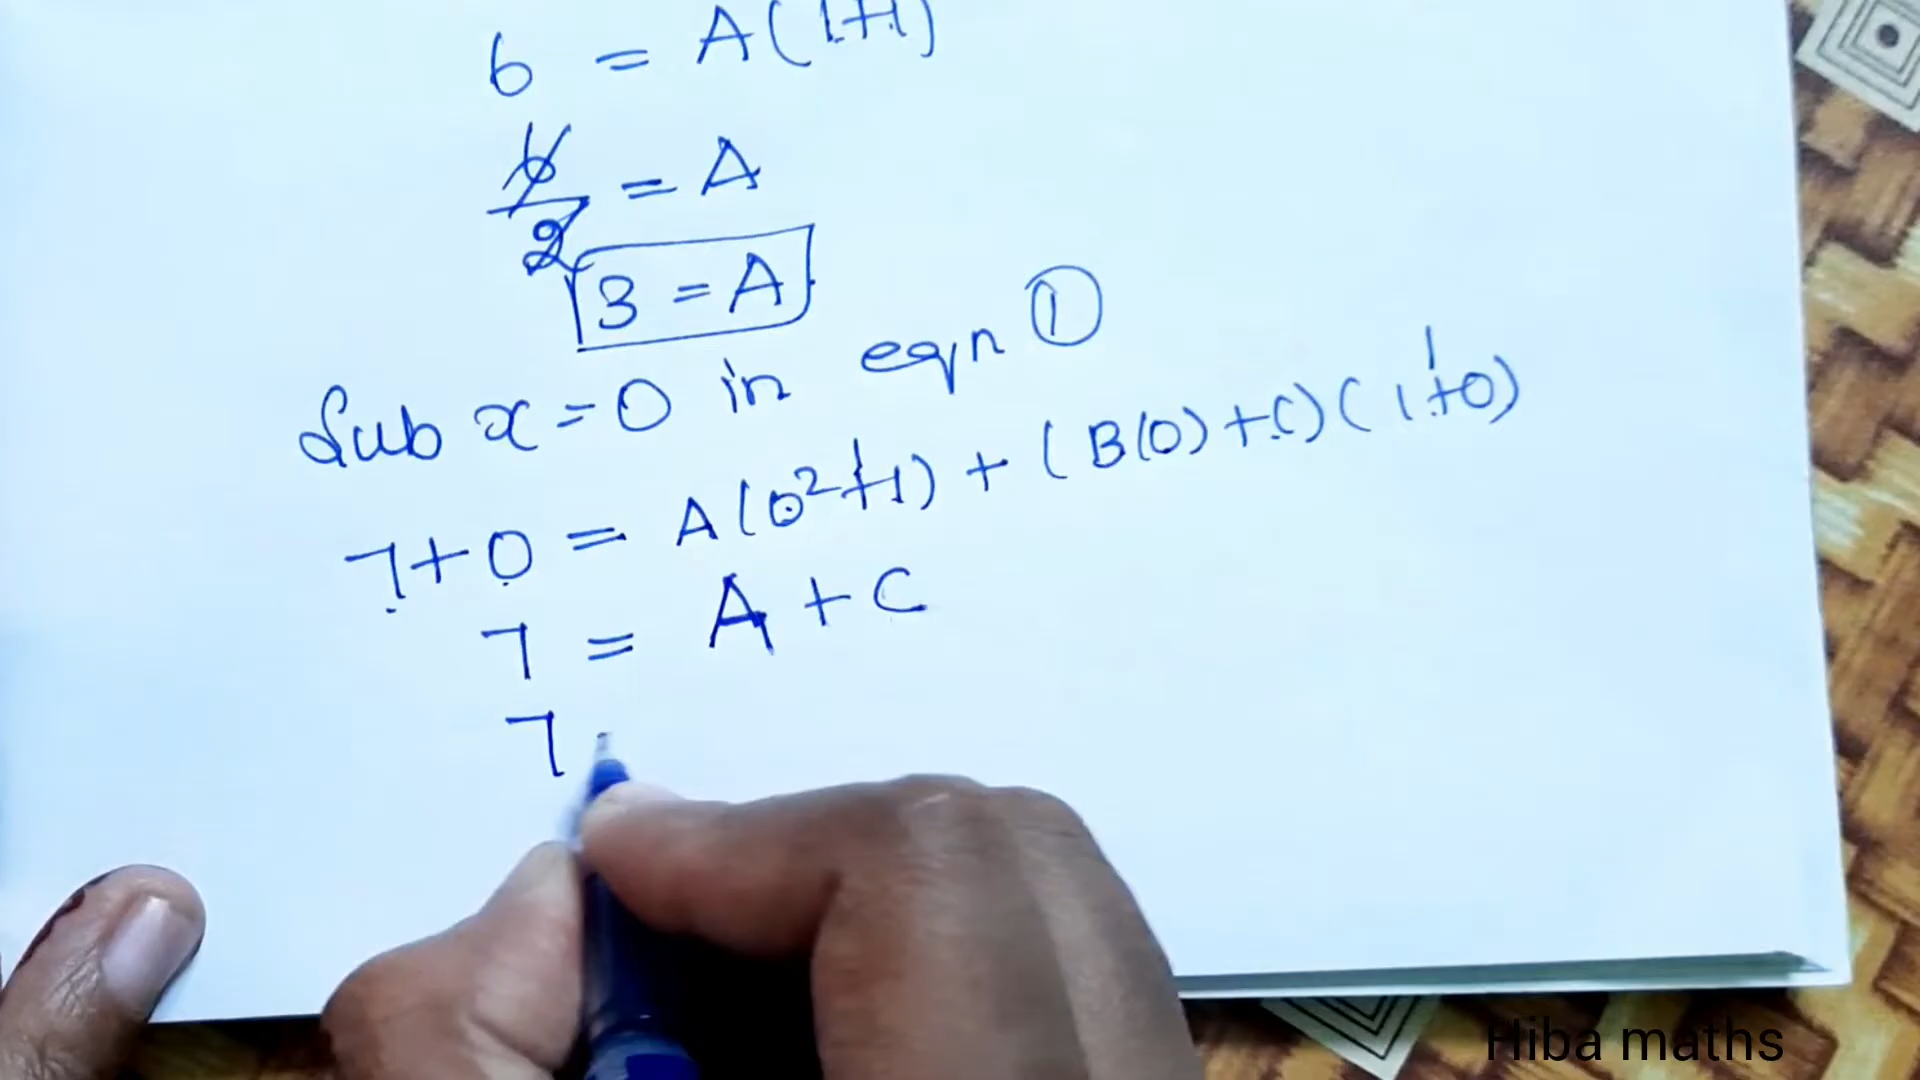 6 = A(1+1)
6/2 = A
3 = A
Sub x=0 in eqn ①
7+0 = A(0²+1) + (B(0)+C)(1+0)
7 = A + C
7
Hiba maths